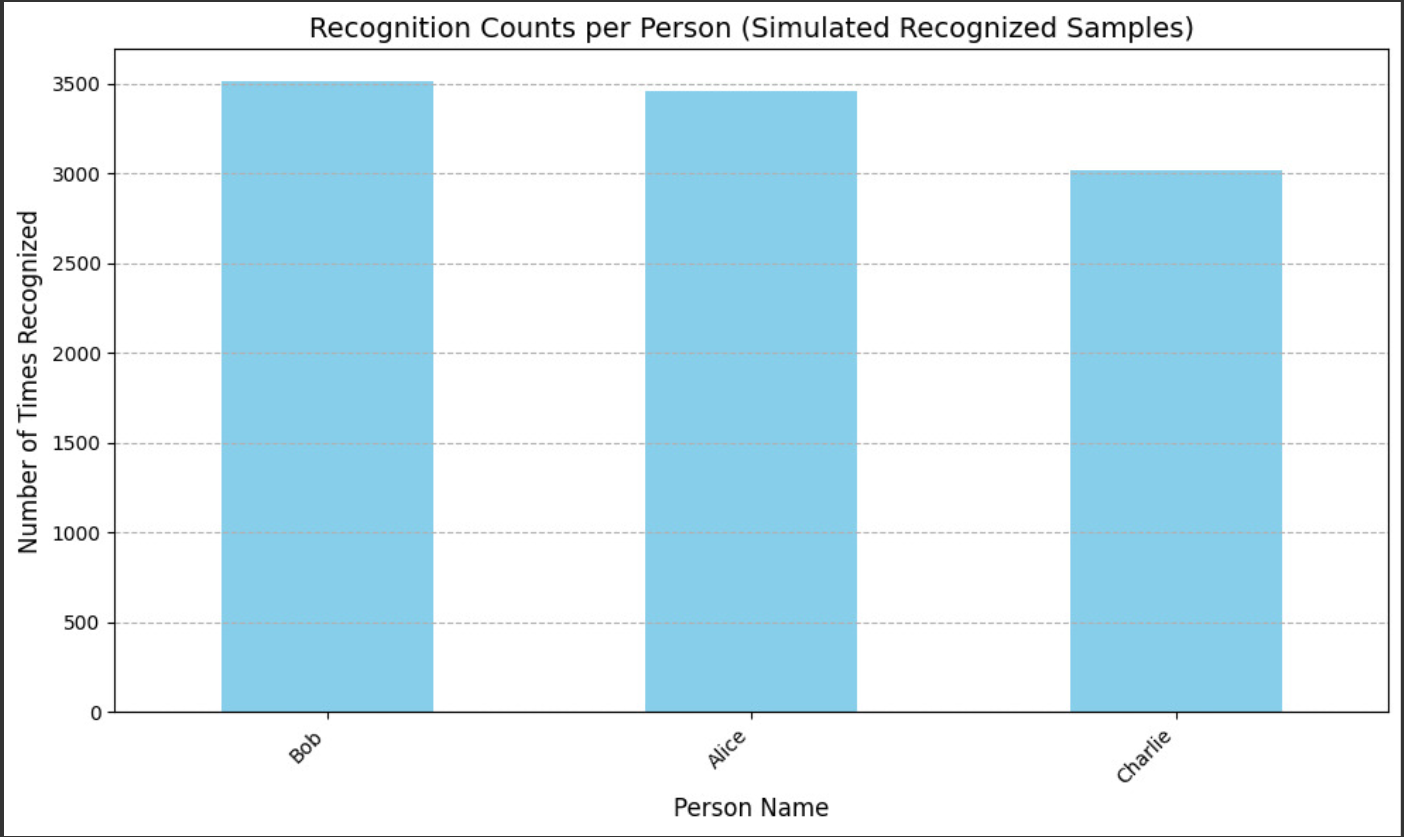 Recognition Counts per Person (Simulated Recognized Samples)
Number of Times Recognized
3500
3000
2500
2000
1500
1000
500
0
Bob
Alice
Charlie
Person Name